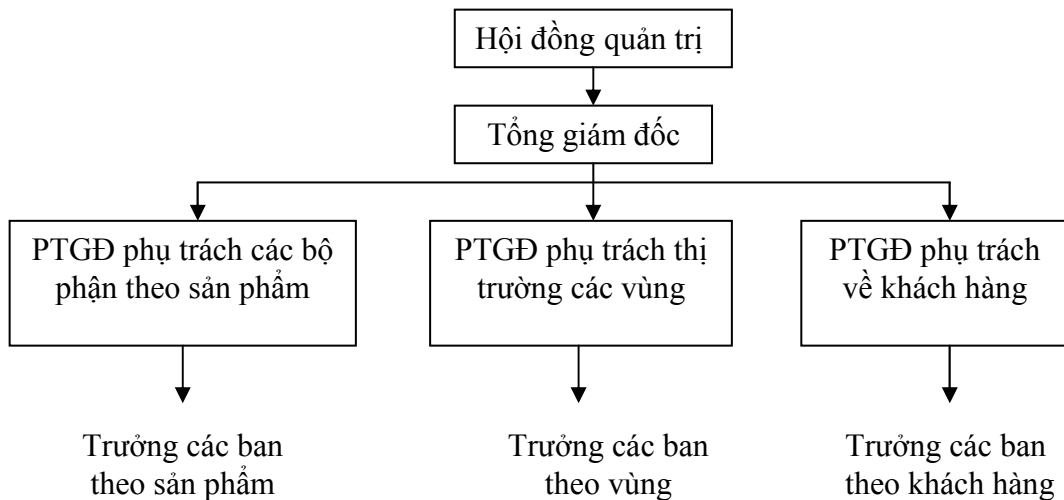 Hội đồng quản trị
Tổng giám đốc
PTGĐ phụ trách các bộ
phận theo sản phẩm
PTGĐ phụ trách thị
trường các vùng
PTGĐ phụ trách
về khách hàng
Trưởng các ban
theo sản phẩm
Trưởng các ban
theo vùng
Trưởng các ban
theo khách hàng